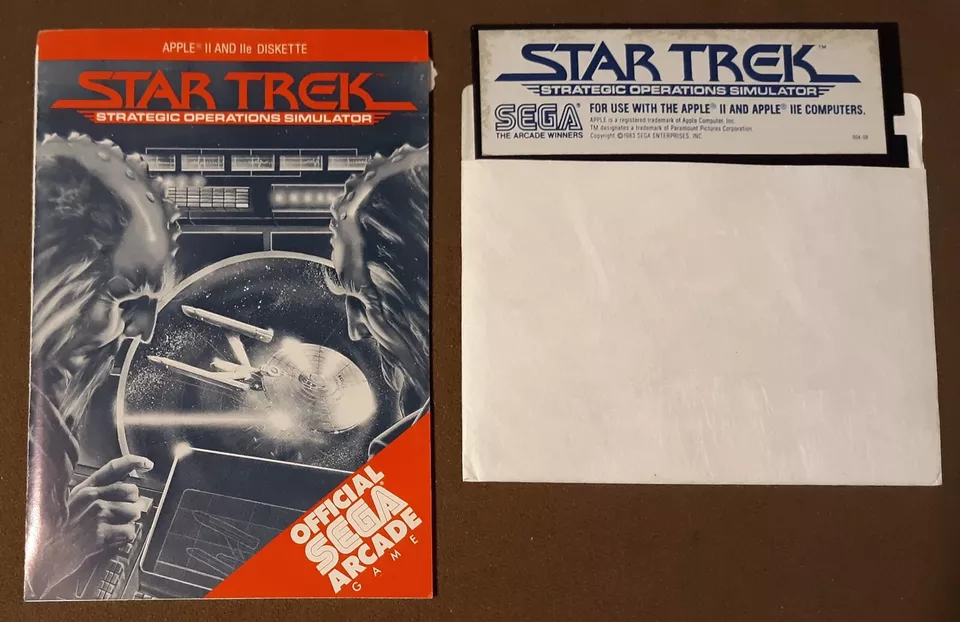 APPLE® II AND IIe DISKETTE
STAR TREK™
STRATEGIC OPERATIONS SIMULATOR
OFFICIAL
SEGA
ARCADE
GAME
STAR TREK™
STRATEGIC OPERATIONS SIMULATOR
SEGA®
THE ARCADE WINNERS
FOR USE WITH THE APPLE® II AND APPLE® IIE COMPUTERS.
APPLE is a registered trademark of Apple Computer, Inc.
TM designates a trademark of Paramount Pictures Corporation.
Copyright ©1983 SEGA ENTERPRISES, INC.